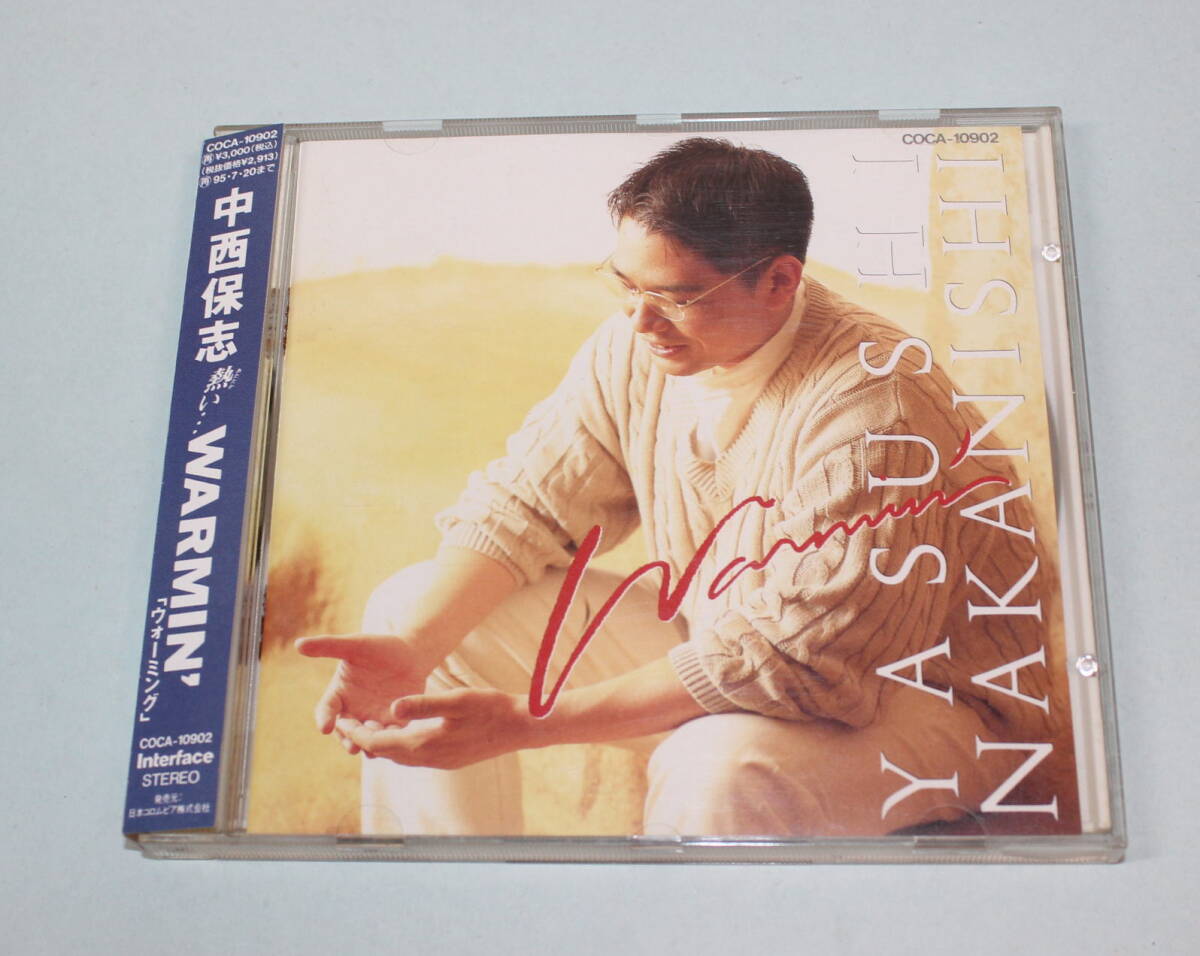 COCA-10902
再¥3,000(税込)
(税抜価格¥2,913)
再95・7・20まで
中西保志
熱い… WARMIN'
「ウォーミング」
COCA-10902
Interface
STEREO
発売元:
日本コロムビア株式会社
COCA-10902
YASUSHI
NAKANISHI
Warmin'